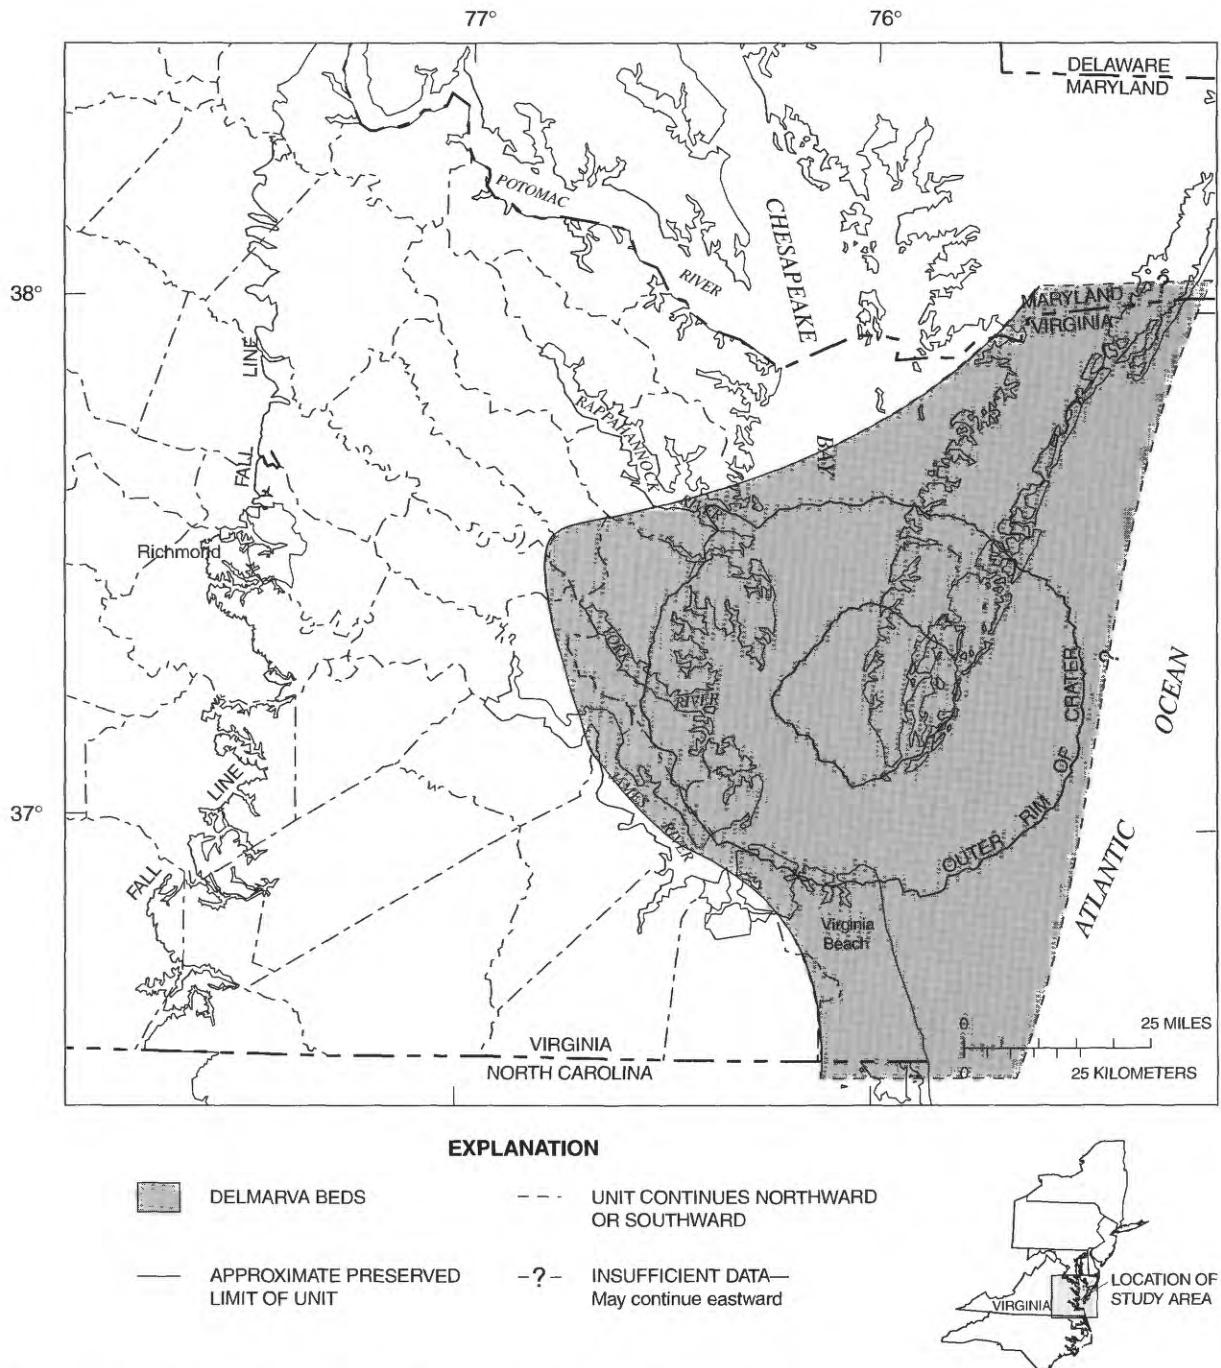 77°
76°
DELAWARE
MARYLAND
POTOMAC
RIVER
CHESAPEAKE
BAY
38°
MARYLAND
?
VIRGINIA
FALL LINE
RAPPAHANNOCK
RIVER
Richmond
YORK
RIVER
?
OUTER RIM OF CRATER
ATLANTIC OCEAN
37°
JAMES
RIVER
FALL LINE
Virginia
Beach
0
25 MILES
0
25 KILOMETERS
VIRGINIA
NORTH CAROLINA
EXPLANATION
DELMARVA BEDS
UNIT CONTINUES NORTHWARD
OR SOUTHWARD
APPROXIMATE PRESERVED
LIMIT OF UNIT
-?- INSUFFICIENT DATA—
May continue eastward
VIRGINIA
LOCATION OF
STUDY AREA